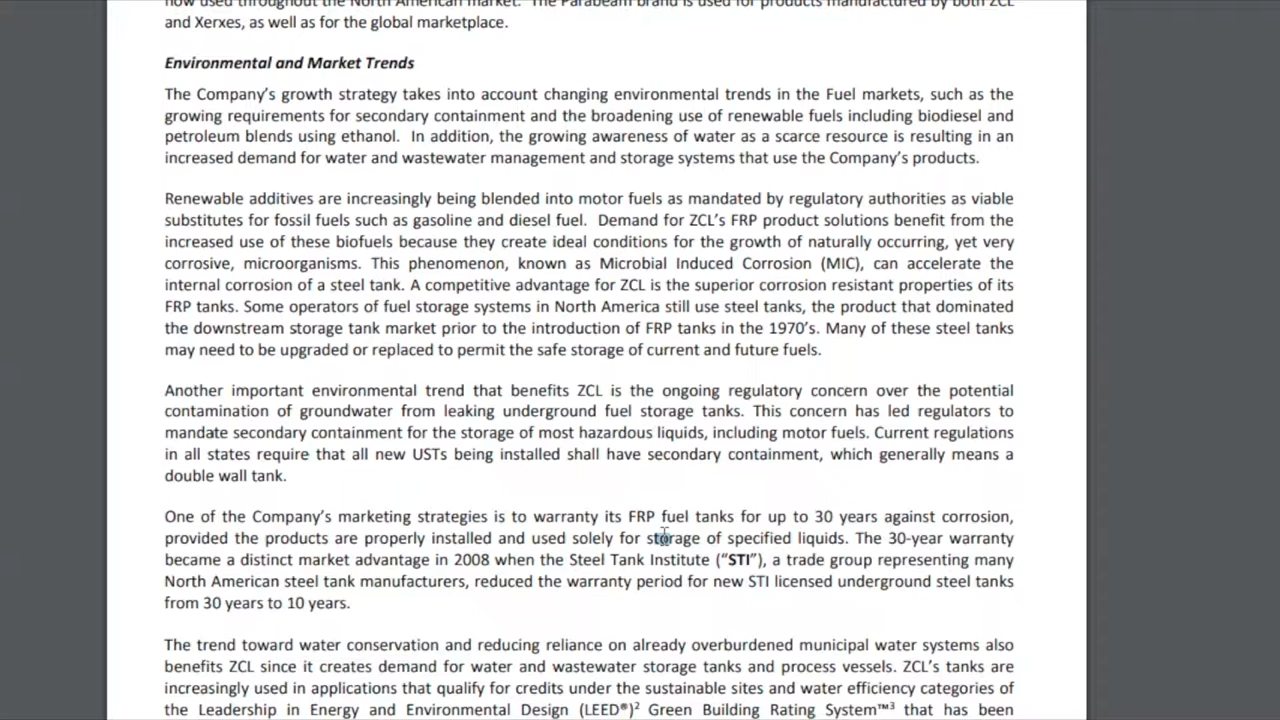 now used throughout the North American market.  The Parabeam brand is used for products manufactured by both ZCL
and Xerxes, as well as for the global marketplace.
Environmental and Market Trends
The Company's growth strategy takes into account changing environmental trends in the Fuel markets, such as the
growing requirements for secondary containment and the broadening use of renewable fuels including biodiesel and
petroleum blends using ethanol.  In addition, the growing awareness of water as a scarce resource is resulting in an
increased demand for water and wastewater management and storage systems that use the Company's products.
Renewable additives are increasingly being blended into motor fuels as mandated by regulatory authorities as viable
substitutes for fossil fuels such as gasoline and diesel fuel.  Demand for ZCL's FRP product solutions benefit from the
increased use of these biofuels because they create ideal conditions for the growth of naturally occurring, yet very
corrosive, microorganisms. This phenomenon, known as Microbial Induced Corrosion (MIC), can accelerate the
internal corrosion of a steel tank. A competitive advantage for ZCL is the superior corrosion resistant properties of its
FRP tanks. Some operators of fuel storage systems in North America still use steel tanks, the product that dominated
the downstream storage tank market prior to the introduction of FRP tanks in the 1970's. Many of these steel tanks
may need to be upgraded or replaced to permit the safe storage of current and future fuels.
Another important environmental trend that benefits ZCL is the ongoing regulatory concern over the potential
contamination of groundwater from leaking underground fuel storage tanks. This concern has led regulators to
mandate secondary containment for the storage of most hazardous liquids, including motor fuels. Current regulations
in all states require that all new USTs being installed shall have secondary containment, which generally means a
double wall tank.
One of the Company's marketing strategies is to warranty its FRP fuel tanks for up to 30 years against corrosion,
provided the products are properly installed and used solely for storage of specified liquids. The 30-year warranty
became a distinct market advantage in 2008 when the Steel Tank Institute ("STI"), a trade group representing many
North American steel tank manufacturers, reduced the warranty period for new STI licensed underground steel tanks
from 30 years to 10 years.
The trend toward water conservation and reducing reliance on already overburdened municipal water systems also
benefits ZCL since it creates demand for water and wastewater storage tanks and process vessels. ZCL's tanks are
increasingly used in applications that qualify for credits under the sustainable sites and water efficiency categories of
the Leadership in Energy and Environmental Design (LEED®)² Green Building Rating System™³ that has been